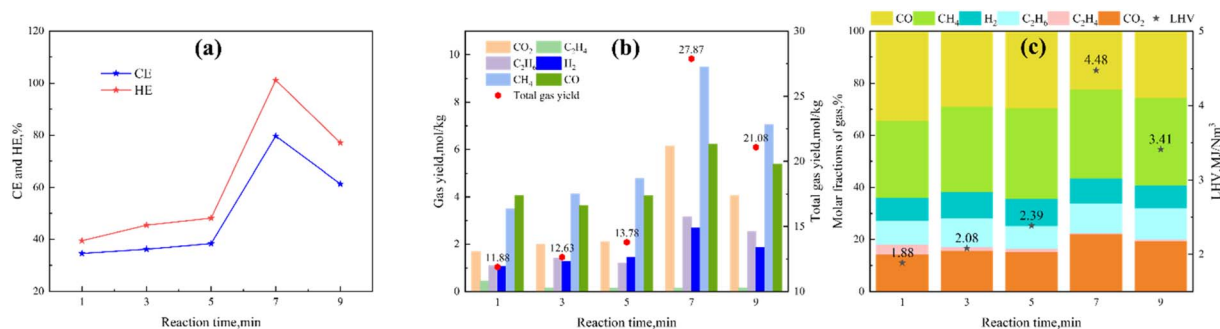 (a)
CE
HE
CE and HE,%
120
100
80
60
40
20
1 3 5 7 9
Reaction time,min
(b)
CO₂ C₂H₄
C₂H₆ H₂
CH₄ CO
Total gas yield
Gas yield,mol/kg
10
8
6
4
2
0
11.88
12.63
13.78
27.87
21.08
Total gas yield,mol/kg
30
25
20
15
10
1 3 5 7 9
Reaction time,min
CO CH₄ H₂ C₂H₆ C₂H₄ CO₂ LHV
(c)
Molar fractions of gas,%
100
80
60
40
20
0
1.88
2.08
2.39
4.48
3.41
LHV,MJ/Nm³
5
4
3
2
1 3 5 7 9
Reaction time,min